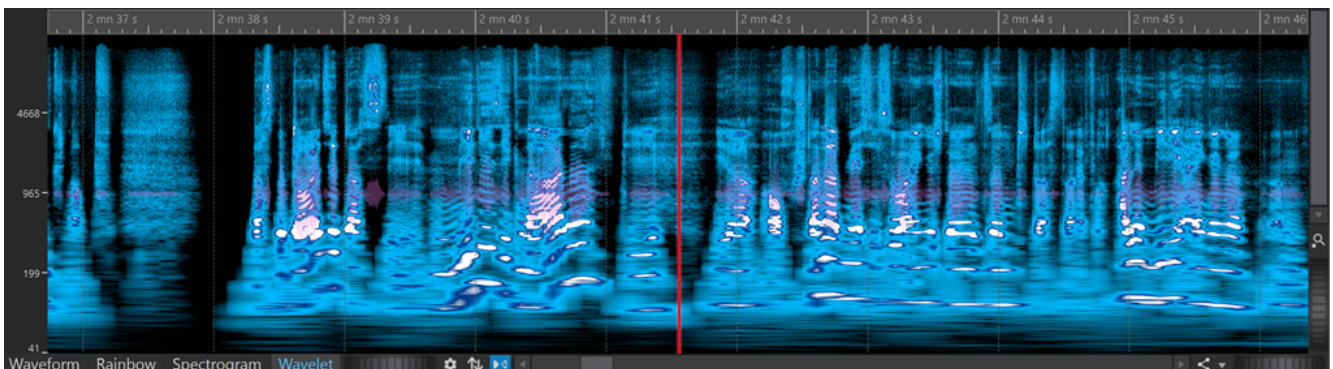 2 mn 37 s 2 mn 38 s 2 mn 39 s 2 mn 40 s 2 mn 41 s 2 mn 42 s 2 mn 43 s 2 mn 44 s 2 mn 45 s 2 mn 46
4668
965
199
41
Waveform Rainbow Spectrogram Wavelet